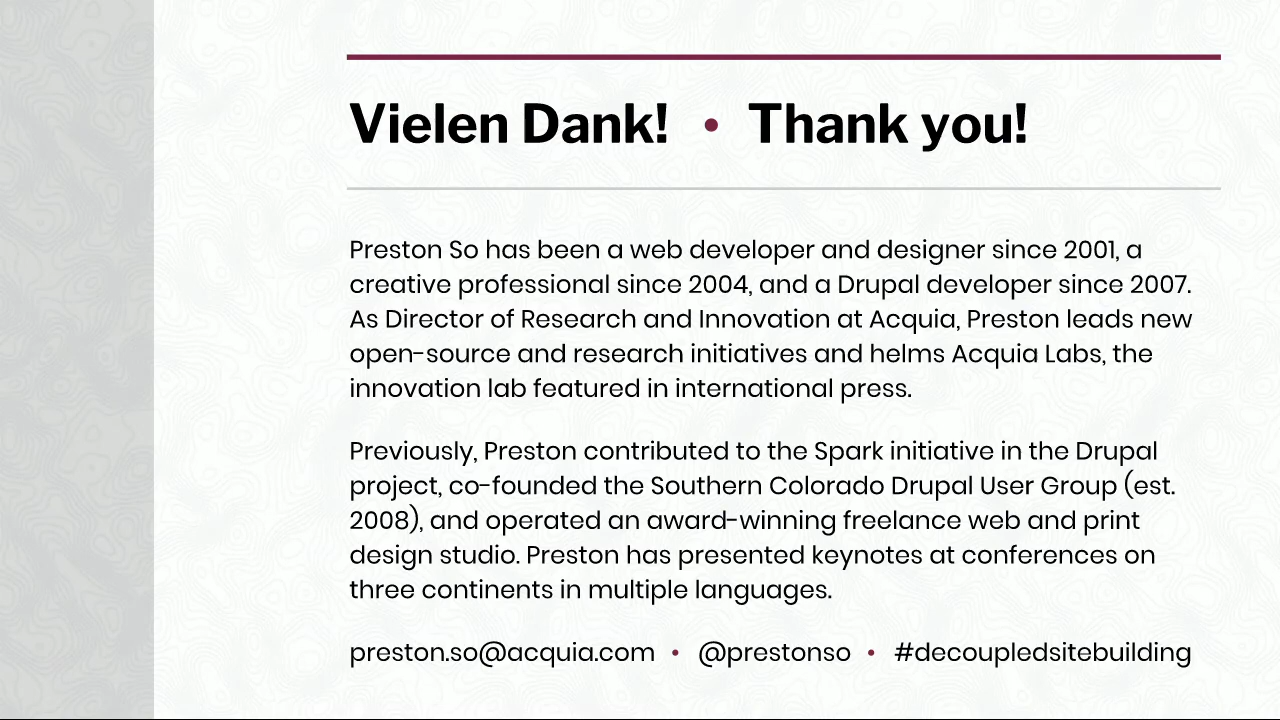 Vielen Dank! • Thank you!
Preston So has been a web developer and designer since 2001, a
creative professional since 2004, and a Drupal developer since 2007.
As Director of Research and Innovation at Acquia, Preston leads new
open-source and research initiatives and helms Acquia Labs, the
innovation lab featured in international press.
Previously, Preston contributed to the Spark initiative in the Drupal
project, co-founded the Southern Colorado Drupal User Group (est.
2008), and operated an award-winning freelance web and print
design studio. Preston has presented keynotes at conferences on
three continents in multiple languages.
preston.so@acquia.com • @prestonso • #decoupledsitebuilding